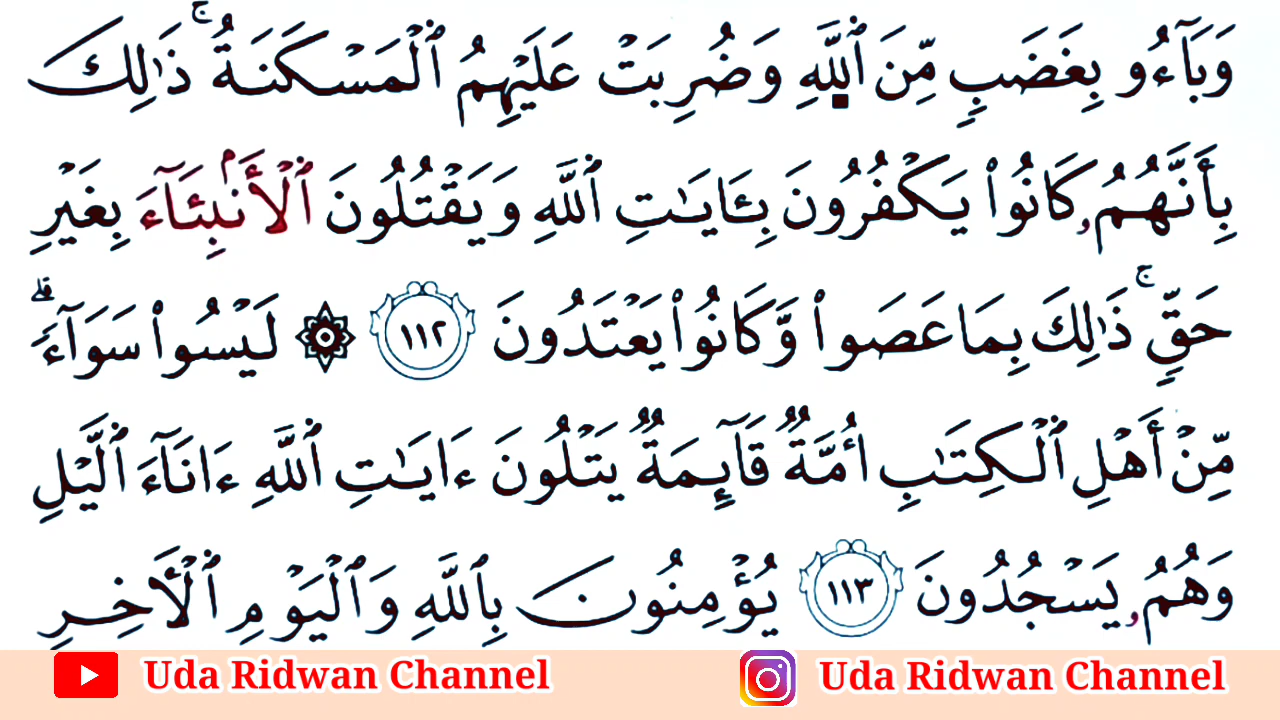 وَبَآءُو بِغَضَبٍ مِّنَ ٱللَّهِ وَضُرِبَتْ عَلَيْهِمُ ٱلْمَسْكَنَةُ ۚ ذَٰلِكَ
بِأَنَّهُمُۥ كَانُوا۟ يَكْفُرُونَ بِـَٔايَـٰتِ ٱللَّهِ وَيَقْتُلُونَ ٱلْأَنۢبِئَآءَ بِغَيْرِ
حَقٍّ ۚ ذَٰلِكَ بِمَا عَصَوا۟ وَّكَانُوا۟ يَعْتَدُونَ ١١٢ ۞ لَيْسُوا۟ سَوَآءً ۗ
مِّنْ أَهْلِ ٱلْكِتَـٰبِ أُمَّةٌ قَآئِمَةٌ يَتْلُونَ ءَايَـٰتِ ٱللَّهِ ءَانَآءَ ٱلَّيْلِ
وَهُمُۥ يَسْجُدُونَ ١١٣ يُؤْمِنُونَ بِٱللَّهِ وَٱلْيَوْمِ ٱلْـَٔاخِرِ
Uda Ridwan Channel Uda Ridwan Channel